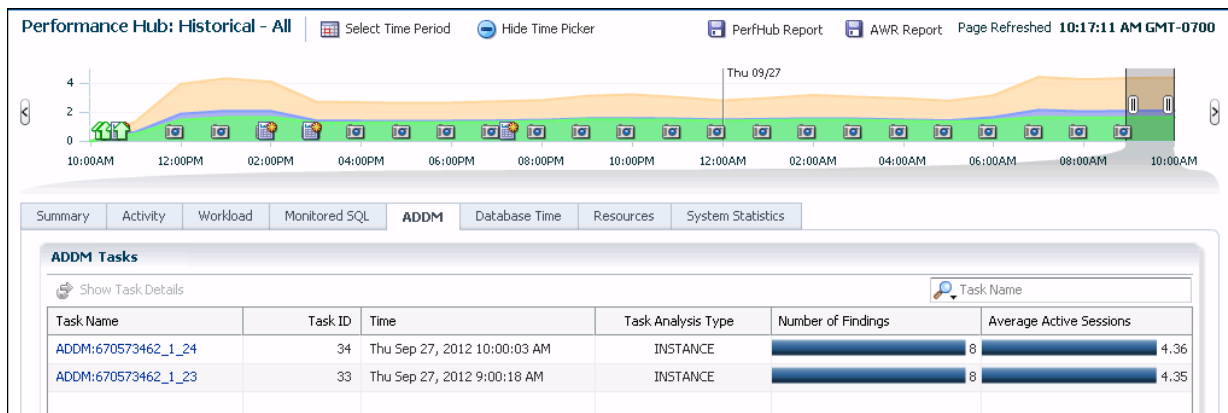 Performance Hub: Historical - All Select Time Period Hide Time Picker PerfHub Report AWR Report Page Refreshed 10:17:11 AM GMT-0700
Thu 09/27
4
2
0
10:00AM 12:00PM 02:00PM 04:00PM 06:00PM 08:00PM 10:00PM 12:00AM 02:00AM 04:00AM 06:00AM 08:00AM 10:00AM
Summary Activity Workload Monitored SQL ADDM Database Time Resources System Statistics
ADDM Tasks
Show Task Details Task Name
Task Name Task ID Time Task Analysis Type Number of Findings Average Active Sessions
ADDM:670573462_1_24 34 Thu Sep 27, 2012 10:00:03 AM INSTANCE 8 4.36
ADDM:670573462_1_23 33 Thu Sep 27, 2012 9:00:18 AM INSTANCE 8 4.35